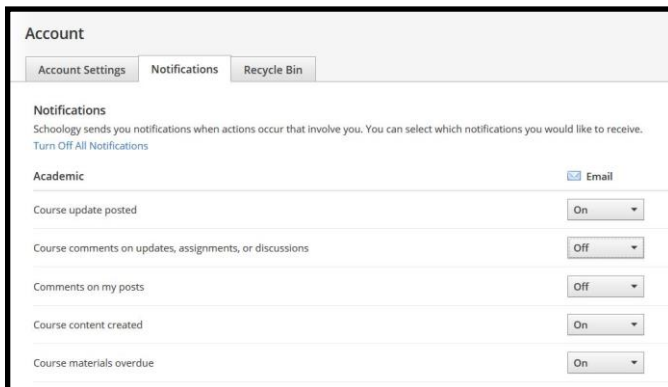 Account
Account Settings Notifications Recycle Bin
Notifications
Schoology sends you notifications when actions occur that involve you. You can select which notifications you would like to receive.
Turn Off All Notifications
Academic Email
Course update posted On
Course comments on updates, assignments, or discussions Off
Comments on my posts Off
Course content created On
Course materials overdue On